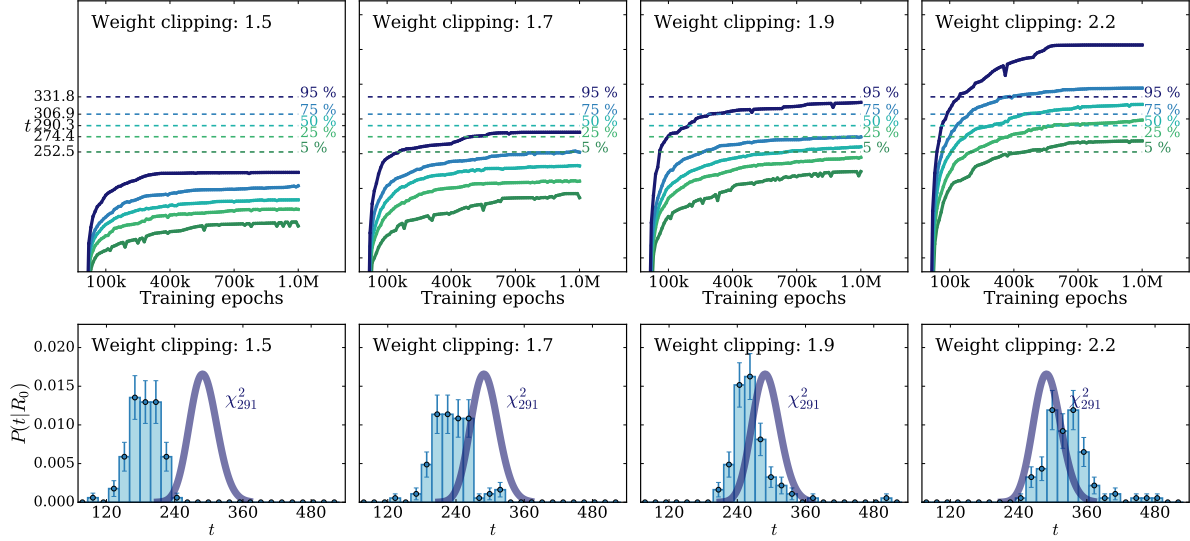 Weight clipping: 1.5
Weight clipping: 1.7
Weight clipping: 1.9
Weight clipping: 2.2
331.8
306.9
290.3
274.4
252.5
t
95 %
75 %
50 %
25 %
5 %
95 %
75 %
50 %
25 %
5 %
95 %
75 %
50 %
25 %
5 %
95 %
75 %
50 %
25 %
5 %
100k 400k 700k 1.0M
100k 400k 700k 1.0M
100k 400k 700k 1.0M
100k 400k 700k 1.0M
Training epochs
Training epochs
Training epochs
Training epochs
Weight clipping: 1.5
Weight clipping: 1.7
Weight clipping: 1.9
Weight clipping: 2.2
0.020
0.015
0.010
0.005
0.000
P(t|R₀)
χ²₂₉₁
χ²₂₉₁
χ²₂₉₁
χ²₂₉₁
120 240 360 480
120 240 360 480
120 240 360 480
120 240 360 480
t
t
t
t